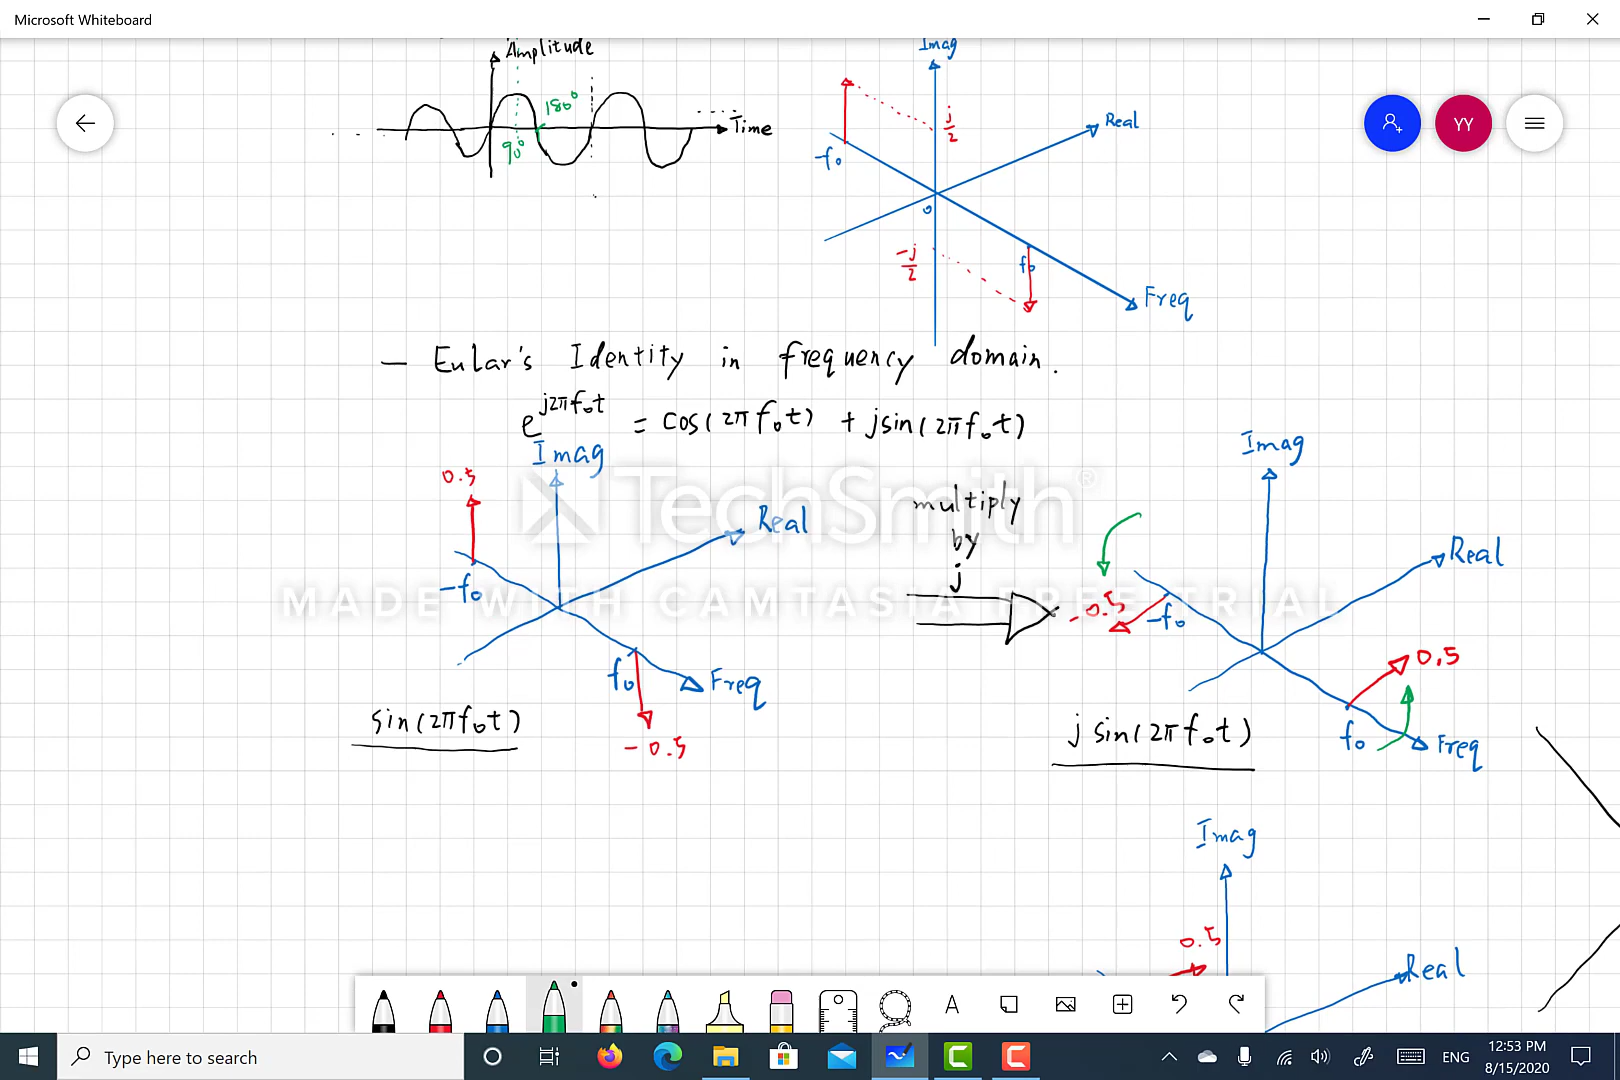 Microsoft Whiteboard
Amplitude
180°
90°
Time
Imag
j/2
Real
-f₀
0
-j/2
f₀
Freq
YY
— Eular's Identity in frequency domain.
e^j2πf₀t = cos(2πf₀t) + jsin(2πf₀t)
Imag
0.5
Real
-f₀
f₀
Freq
-0.5
sin(2πf₀t)
multiply
by
j
TechSmith®
MADE WITH CAMTASIA FREE TRIAL
Imag
Real
-0.5
-f₀
0.5
f₀
Freq
j sin(2πf₀t)
Imag
0.5
Real
A
Type here to search
ENG
12:53 PM
8/15/2020